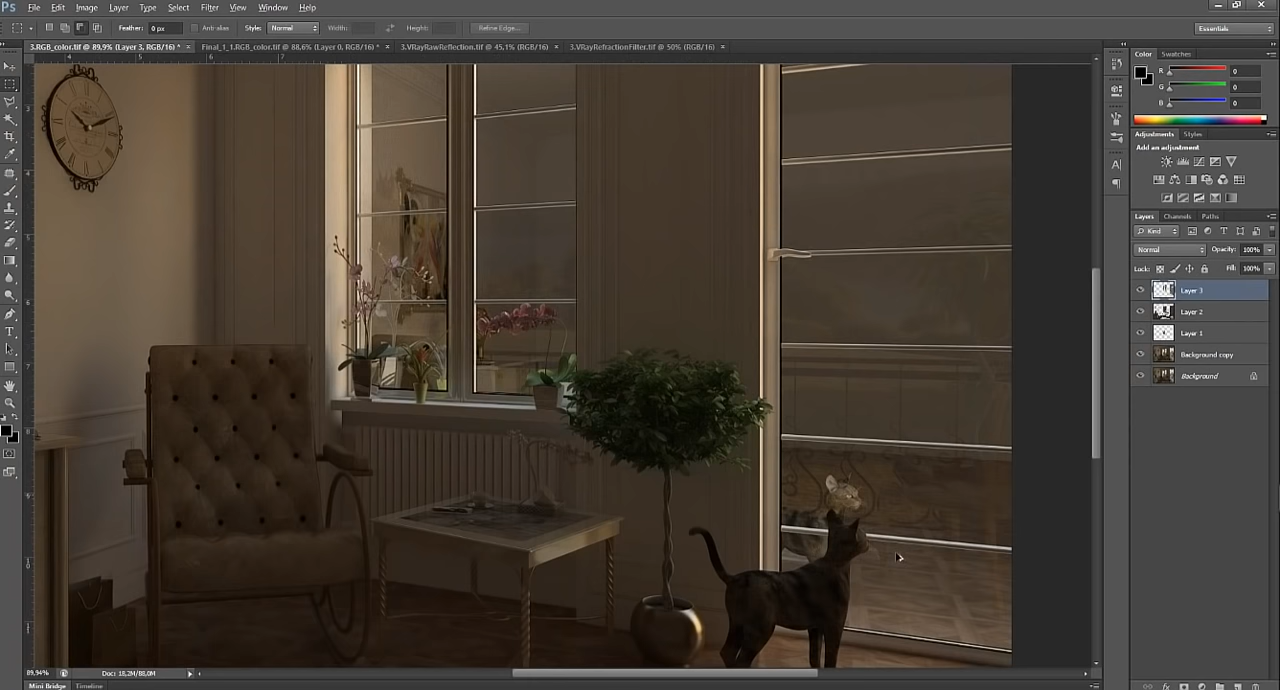 Ps File Edit Image Layer Type Select Filter View Window Help
Feather: 0 px Anti-alias Style: Normal Width: Height: Refine Edge... Essentials
3.RGB_color.tif @ 89,9% (Layer 3, RGB/16) * × Final_1_1.RGB_color.tif @ 88,6% (Layer 0, RGB/16) * × 3.VRayRawReflection.tif @ 45,1% (RGB/16) × 3.VRayRefractionFilter.tif @ 50% (RGB/16) ×
4 5 6 7
Color Swatches
R 0
G 0
B 0
Adjustments Styles
Add an adjustment
Layers Channels Paths
Kind
Normal Opacity: 100%
Lock: Fill: 100%
Layer 3
Layer 2
Layer 1
Background copy
Background
89,94% Doc: 18,2M/88,0M
Mini Bridge Timeline